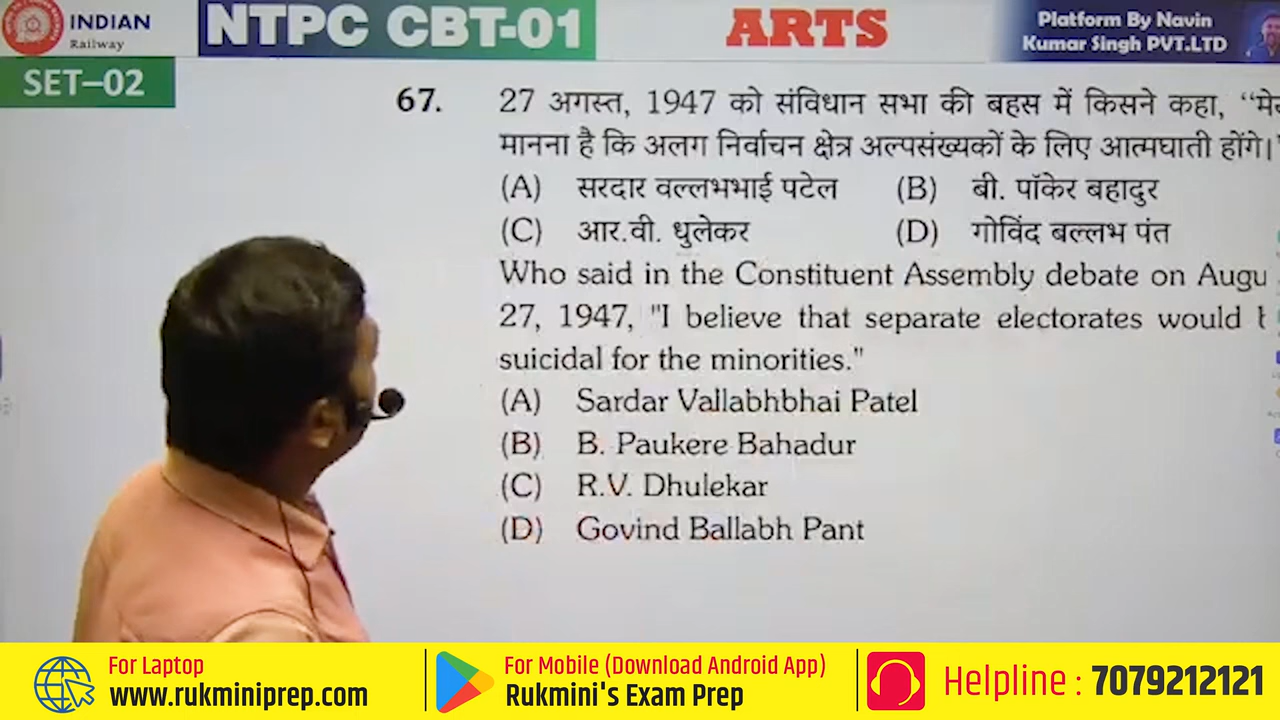 INDIAN
Railway
NTPC CBT-01
ARTS
Platform By Navin
Kumar Singh PVT.LTD
SET–02
67. 27 अगस्त, 1947 को संविधान सभा की बहस में किसने कहा,
मानना है कि अलग निर्वाचन क्षेत्र अल्पसंख्यकों के लिए आत्मघाती होंगे।
(A) सरदार वल्लभभाई पटेल (B) बी. पॉकेर बहादुर
(C) आर.वी. धुलेकर (D) गोविंद बल्लभ पंत
Who said in the Constituent Assembly debate on
27, 1947, "I believe that separate electorates would
suicidal for the minorities."
(A) Sardar Vallabhbhai Patel
(B) B. Paukere Bahadur
(C) R.V. Dhulekar
(D) Govind Ballabh Pant
For Laptop
www.rukminiprep.com
For Mobile (Download Android App)
Rukmini's Exam Prep
Helpline : 7079212121